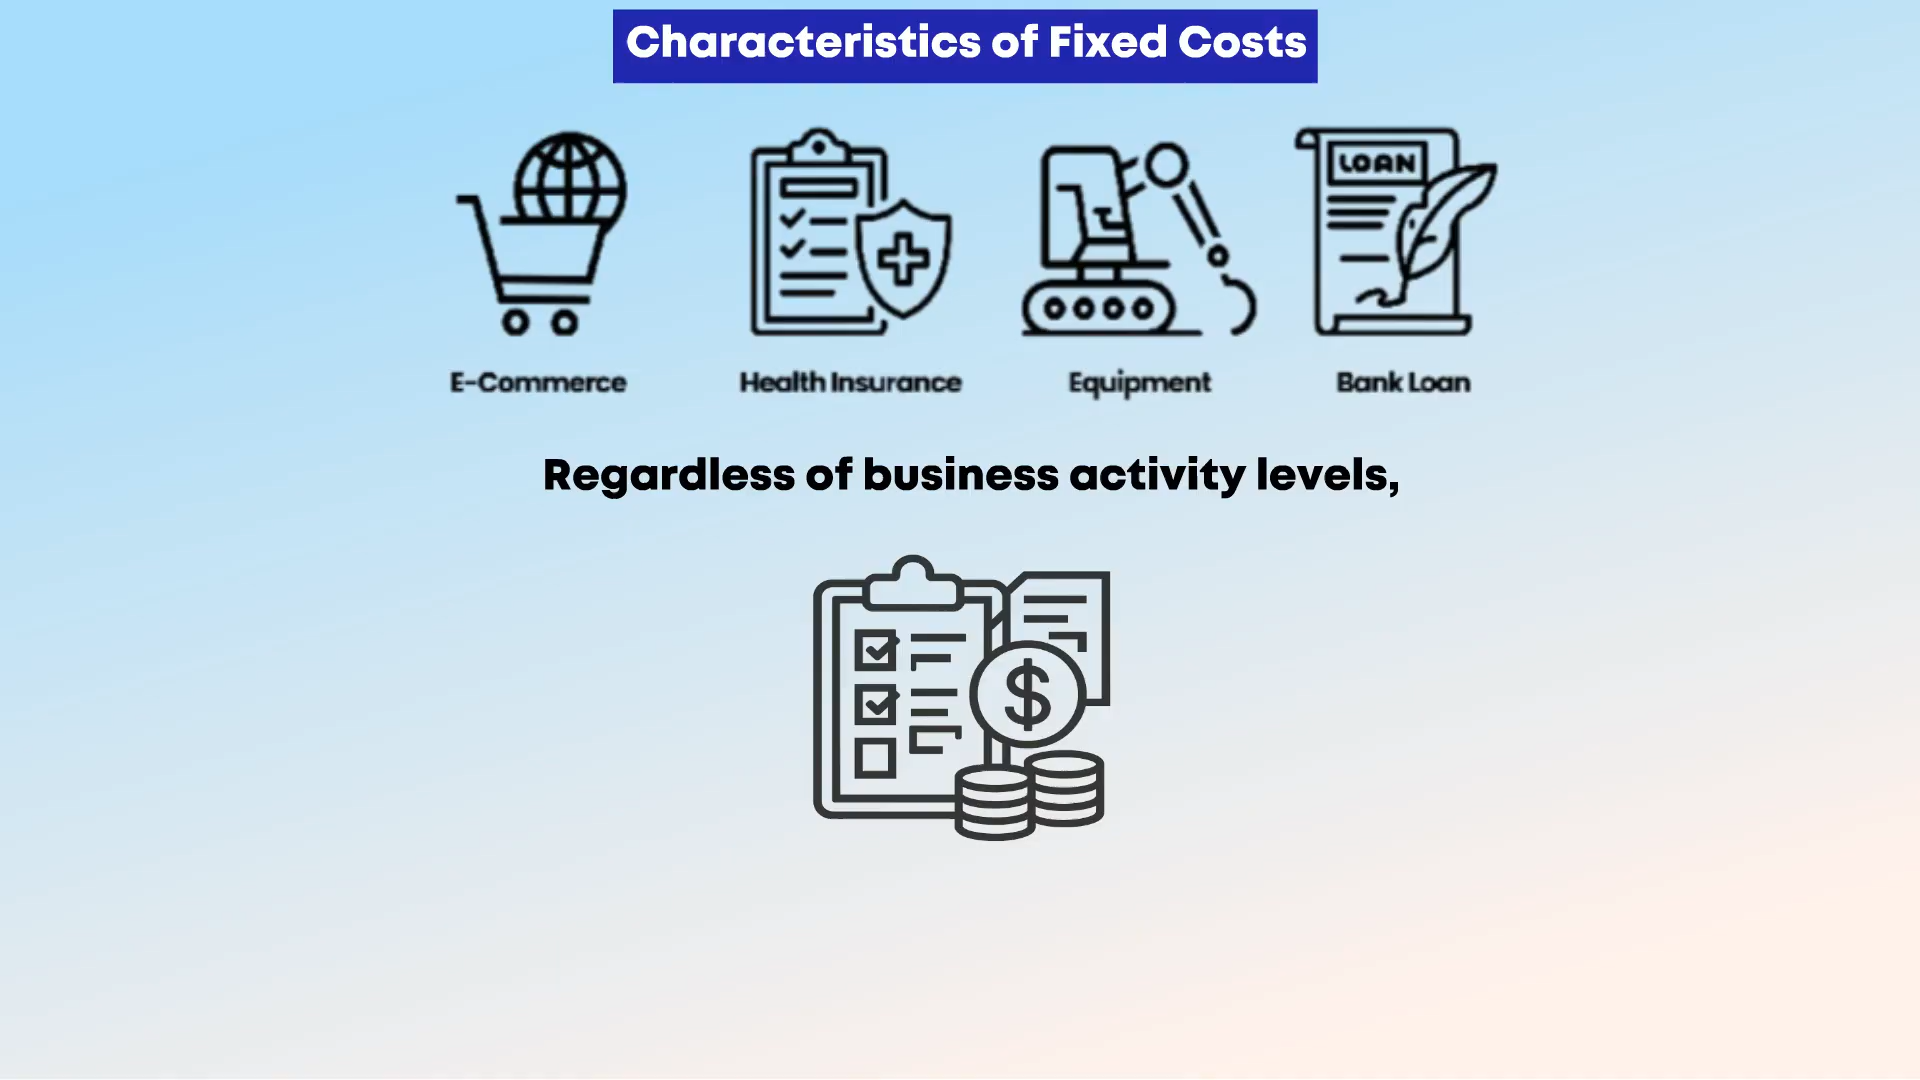 Characteristics of Fixed Costs
LOAN
E-Commerce
Health Insurance
Equipment
Bank Loan
Regardless of business activity levels,
$